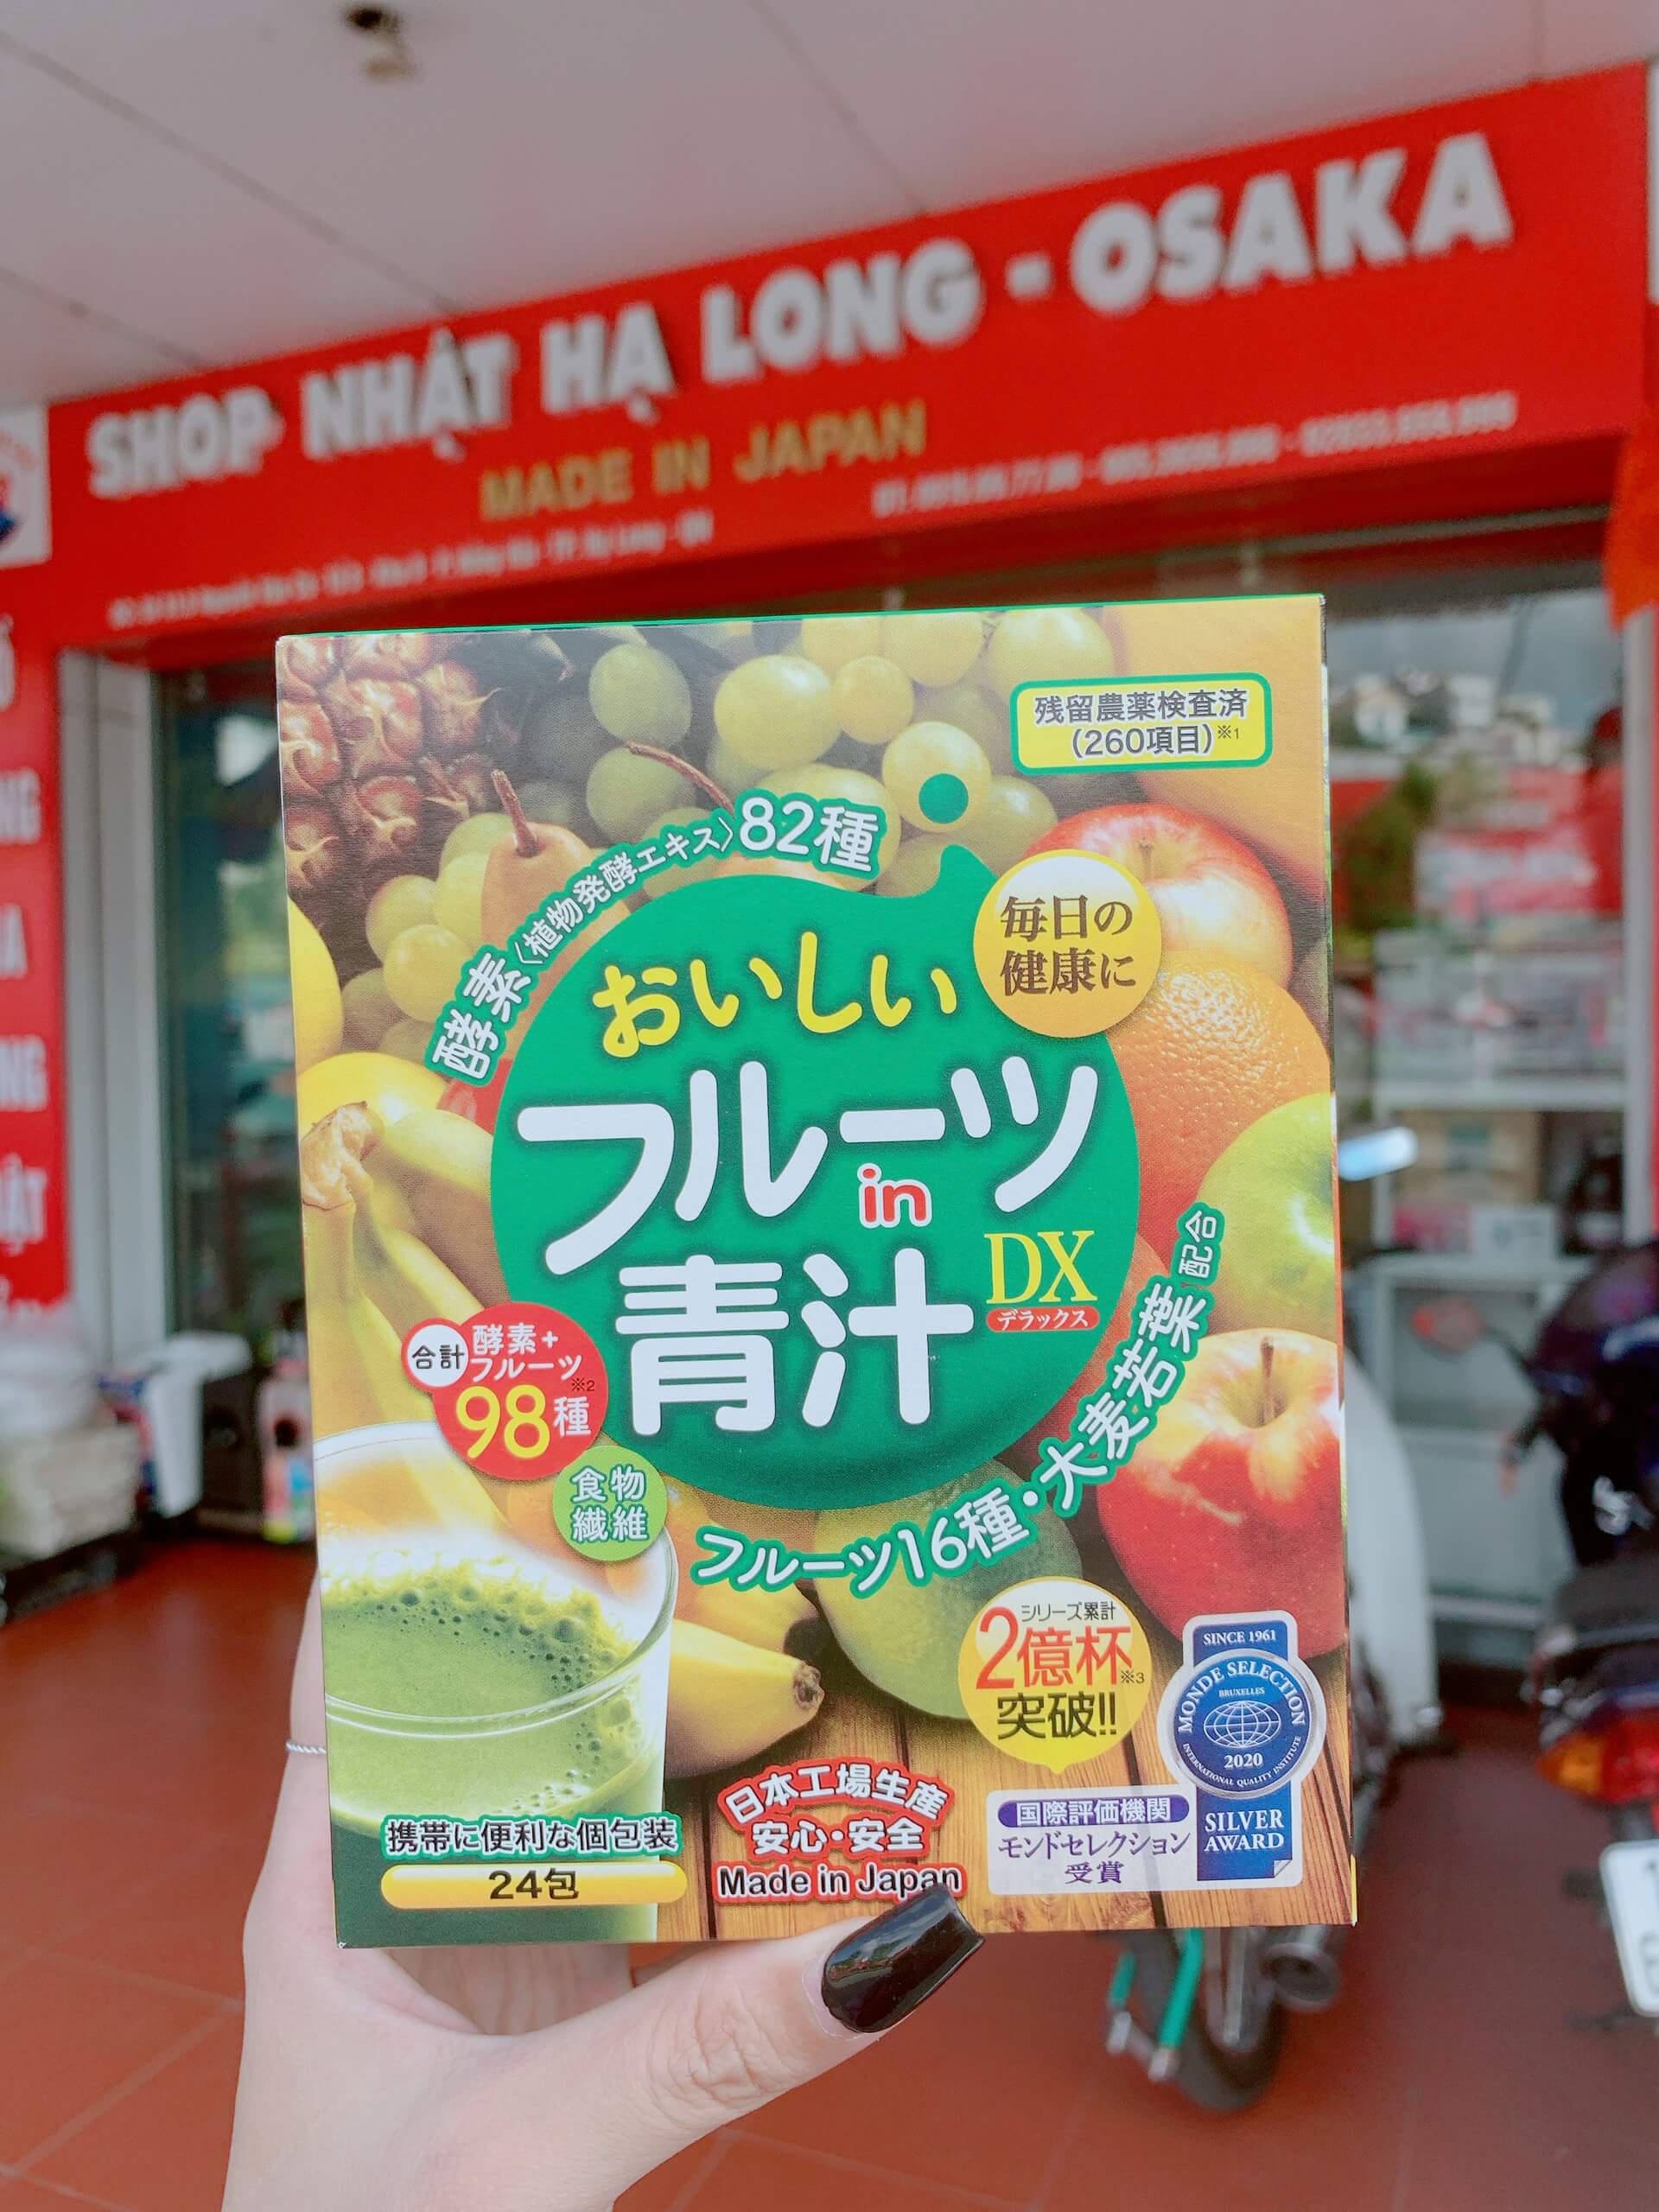 SHOP NHẬT HẠ LONG - OSAKA
MADE IN JAPAN
残留農薬検査済
(260項目)※1
酵素〈植物発酵エキス〉82種
毎日の
健康に
おいしい
フルーツ
in
青汁
DX
デラックス
合計
酵素+
フルーツ
98種※2
食物
繊維
フルーツ16種・大麦若葉配合
シリーズ累計
2億杯※3
突破!!
SINCE 1961
MONDE SELECTION
BRUXELLES
2020
INTERNATIONAL QUALITY INSTITUTE
SILVER
AWARD
国際評価機関
モンドセレクション
受賞
日本工場生産
安心・安全
Made in Japan
携帯に便利な個包装
24包